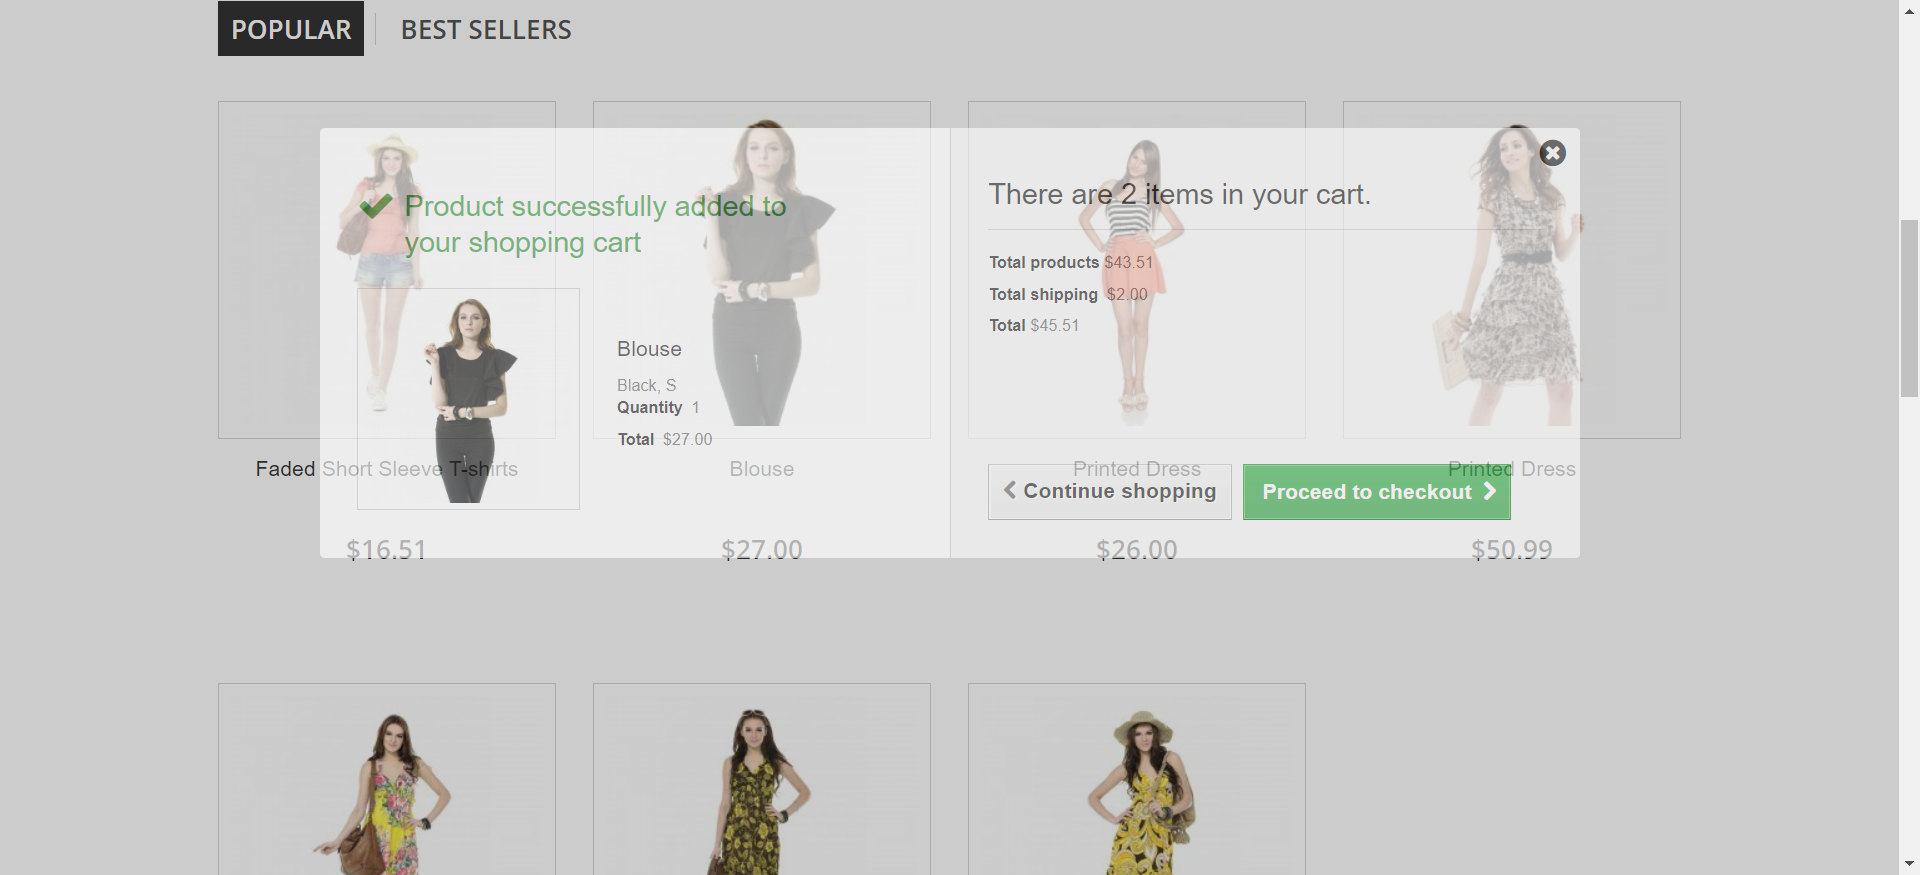 POPULAR
BEST SELLERS
Product successfully added to
your shopping cart
Blouse
Black, S
Quantity 1
Total $27.00
There are 2 items in your cart.
Total products $43.51
Total shipping $2.00
Total $45.51
Continue shopping
Proceed to checkout
Faded Short Sleeve T-shirts
Blouse
Printed Dress
Printed Dress
$16.51
$27.00
$26.00
$50.99